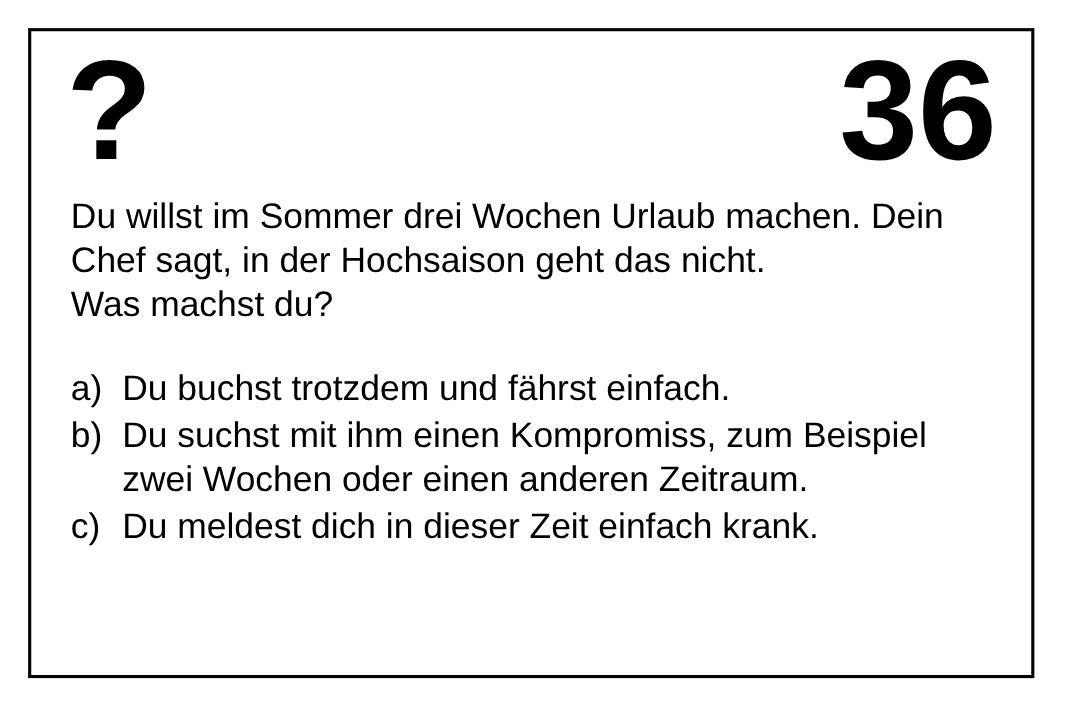 ? 36
Du willst im Sommer drei Wochen Urlaub machen. Dein
Chef sagt, in der Hochsaison geht das nicht.
Was machst du?
a) Du buchst trotzdem und fährst einfach.
b) Du suchst mit ihm einen Kompromiss, zum Beispiel
zwei Wochen oder einen anderen Zeitraum.
c) Du meldest dich in dieser Zeit einfach krank.